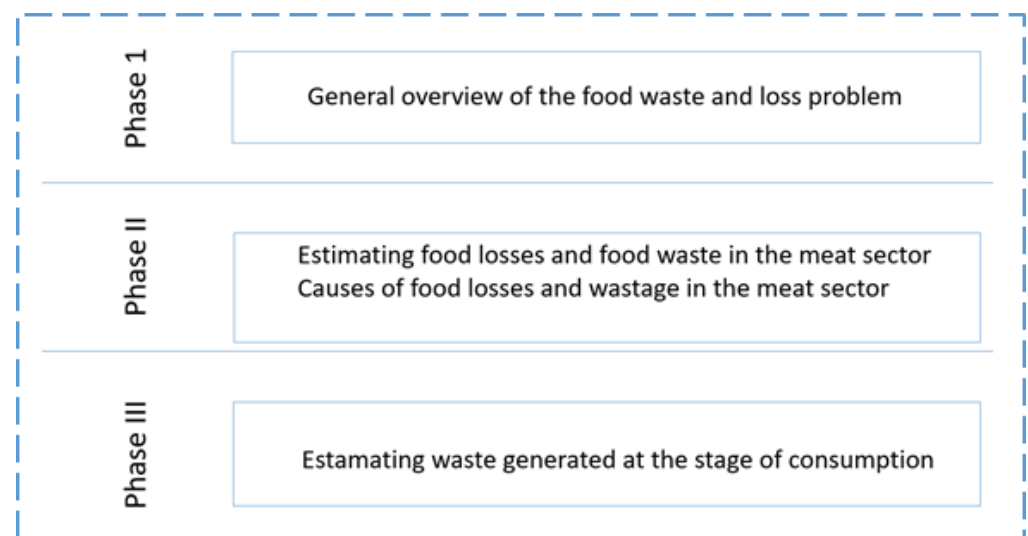 Phase 1
General overview of the food waste and loss problem
Phase II
Estimating food losses and food waste in the meat sector
Causes of food losses and wastage in the meat sector
Phase III
Estamating waste generated at the stage of consumption